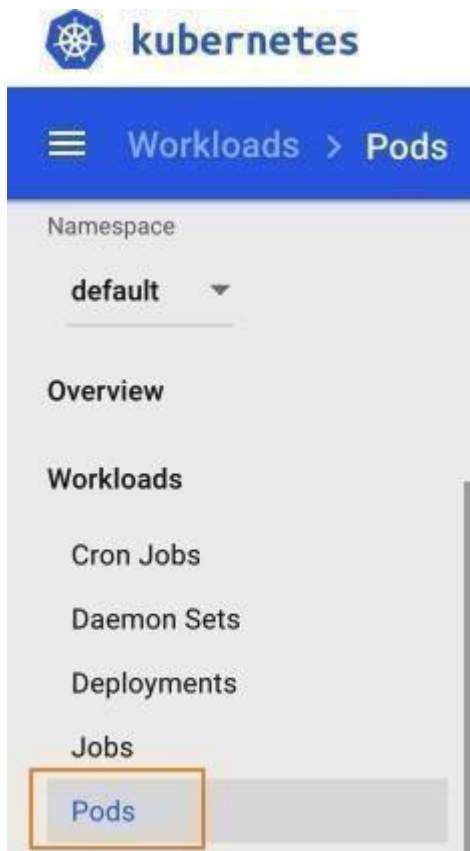 kubernetes
Workloads > Pods
Namespace
default
Overview
Workloads
Cron Jobs
Daemon Sets
Deployments
Jobs
Pods